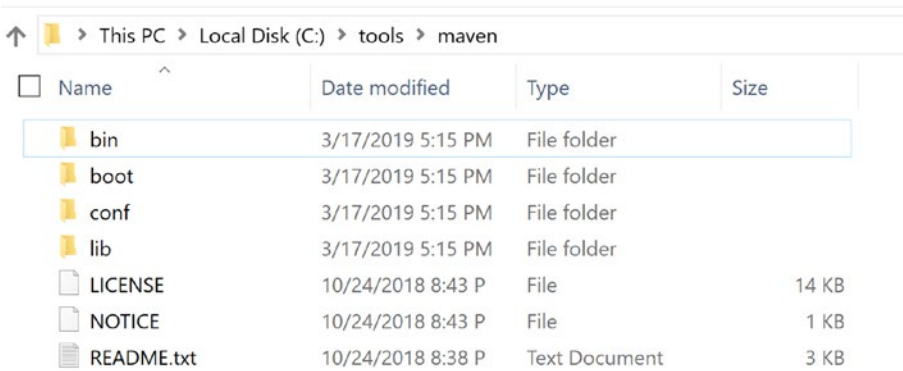 This PC > Local Disk (C:) > tools > maven
Name Date modified Type Size
bin 3/17/2019 5:15 PM File folder
boot 3/17/2019 5:15 PM File folder
conf 3/17/2019 5:15 PM File folder
lib 3/17/2019 5:15 PM File folder
LICENSE 10/24/2018 8:43 P File 14 KB
NOTICE 10/24/2018 8:43 P File 1 KB
README.txt 10/24/2018 8:38 P Text Document 3 KB